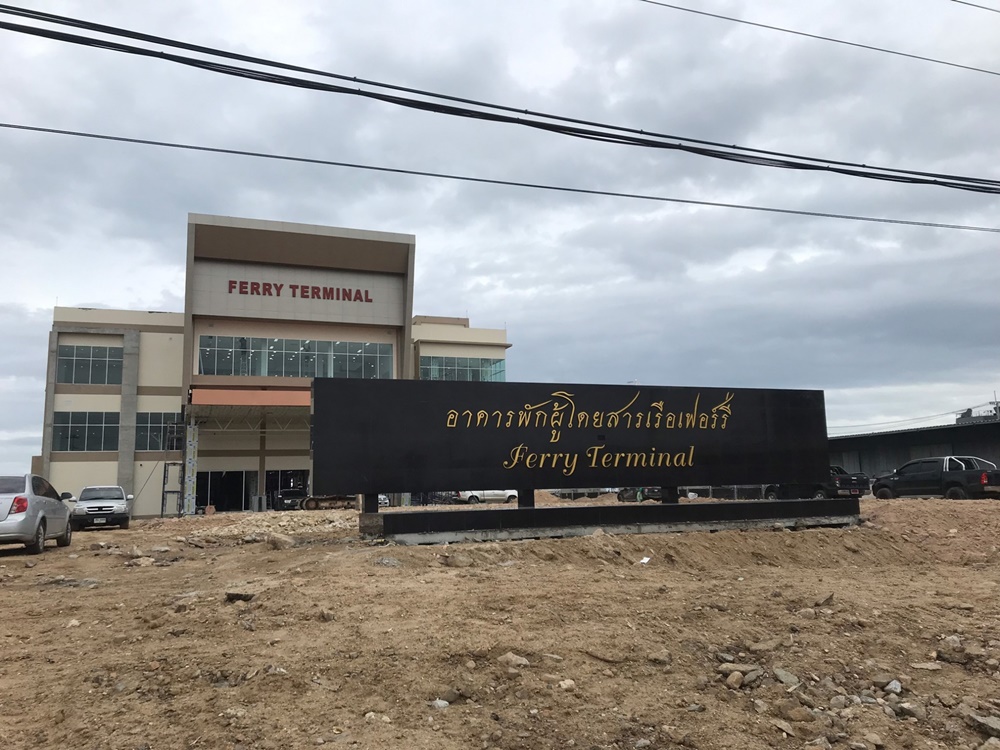 FERRY TERMINAL
อาคารพักผู้โดยสารเรือเฟอร์รี่
Ferry Terminal